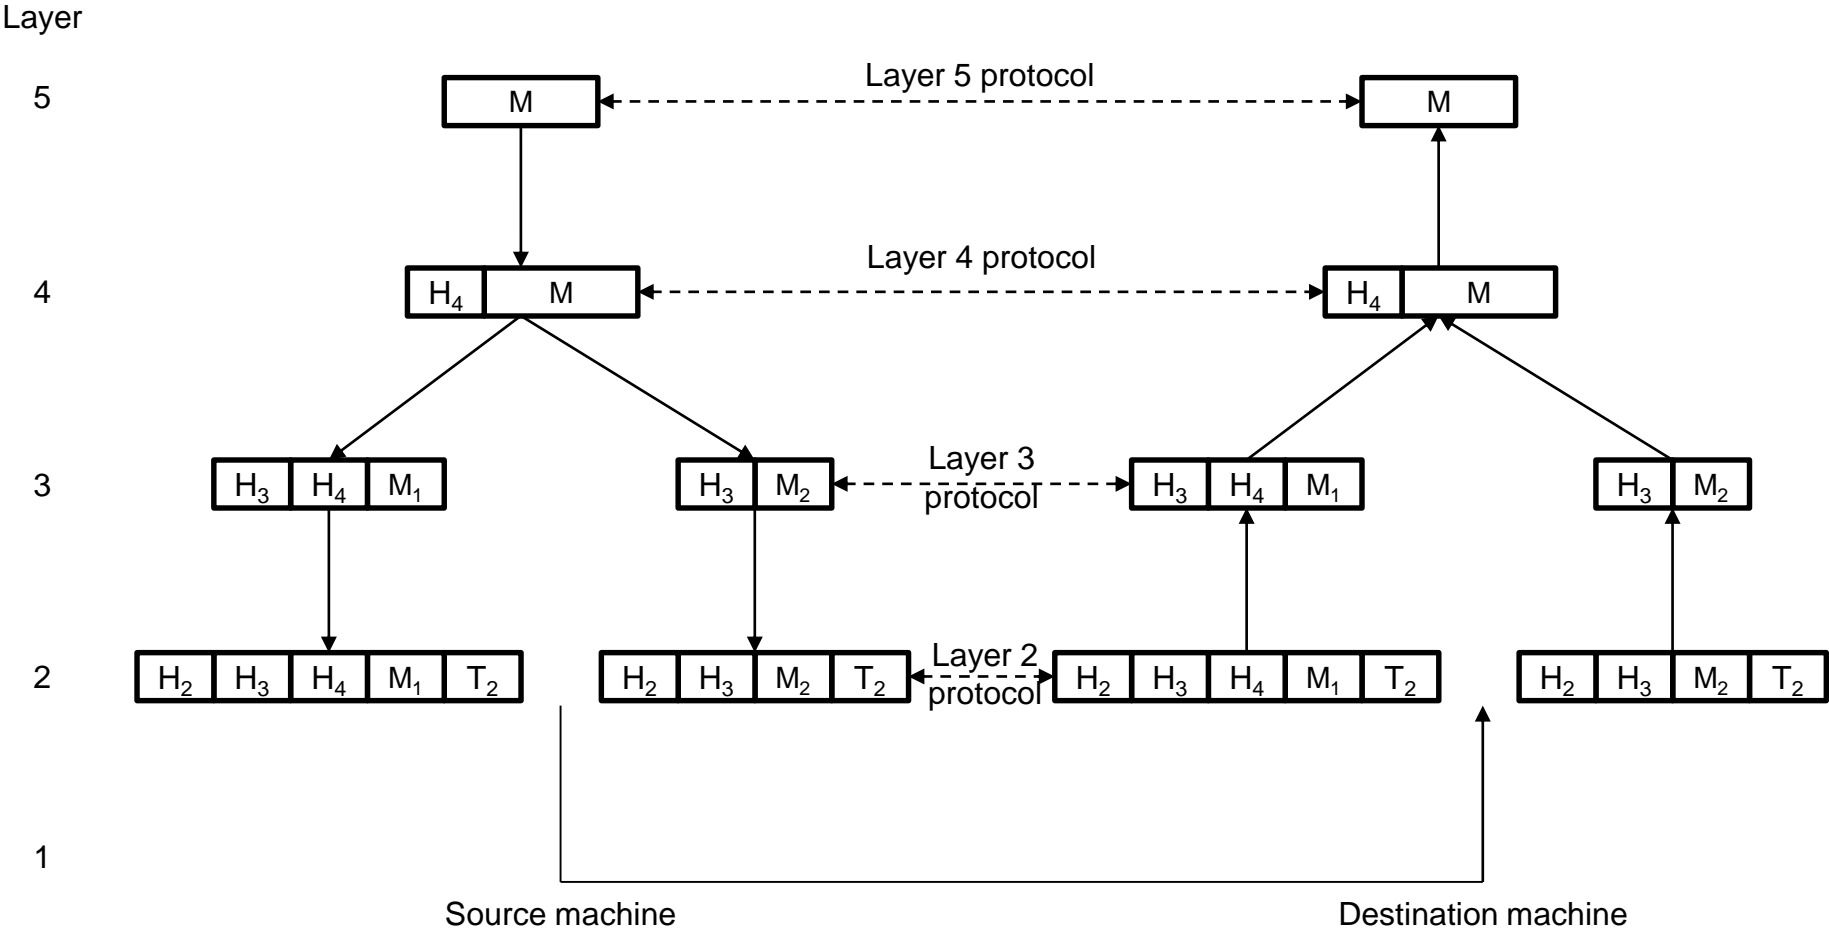 Layer
5 M Layer 5 protocol M
4 H₄ M Layer 4 protocol H₄ M
3 H₃ H₄ M₁ H₃ M₂ Layer 3 H₃ H₄ M₁ H₃ M₂
protocol
2 H₂ H₃ H₄ M₁ T₂ H₂ H₃ M₂ T₂ Layer 2 H₂ H₃ H₄ M₁ T₂ H₂ H₃ M₂ T₂
protocol
1
Source machine Destination machine